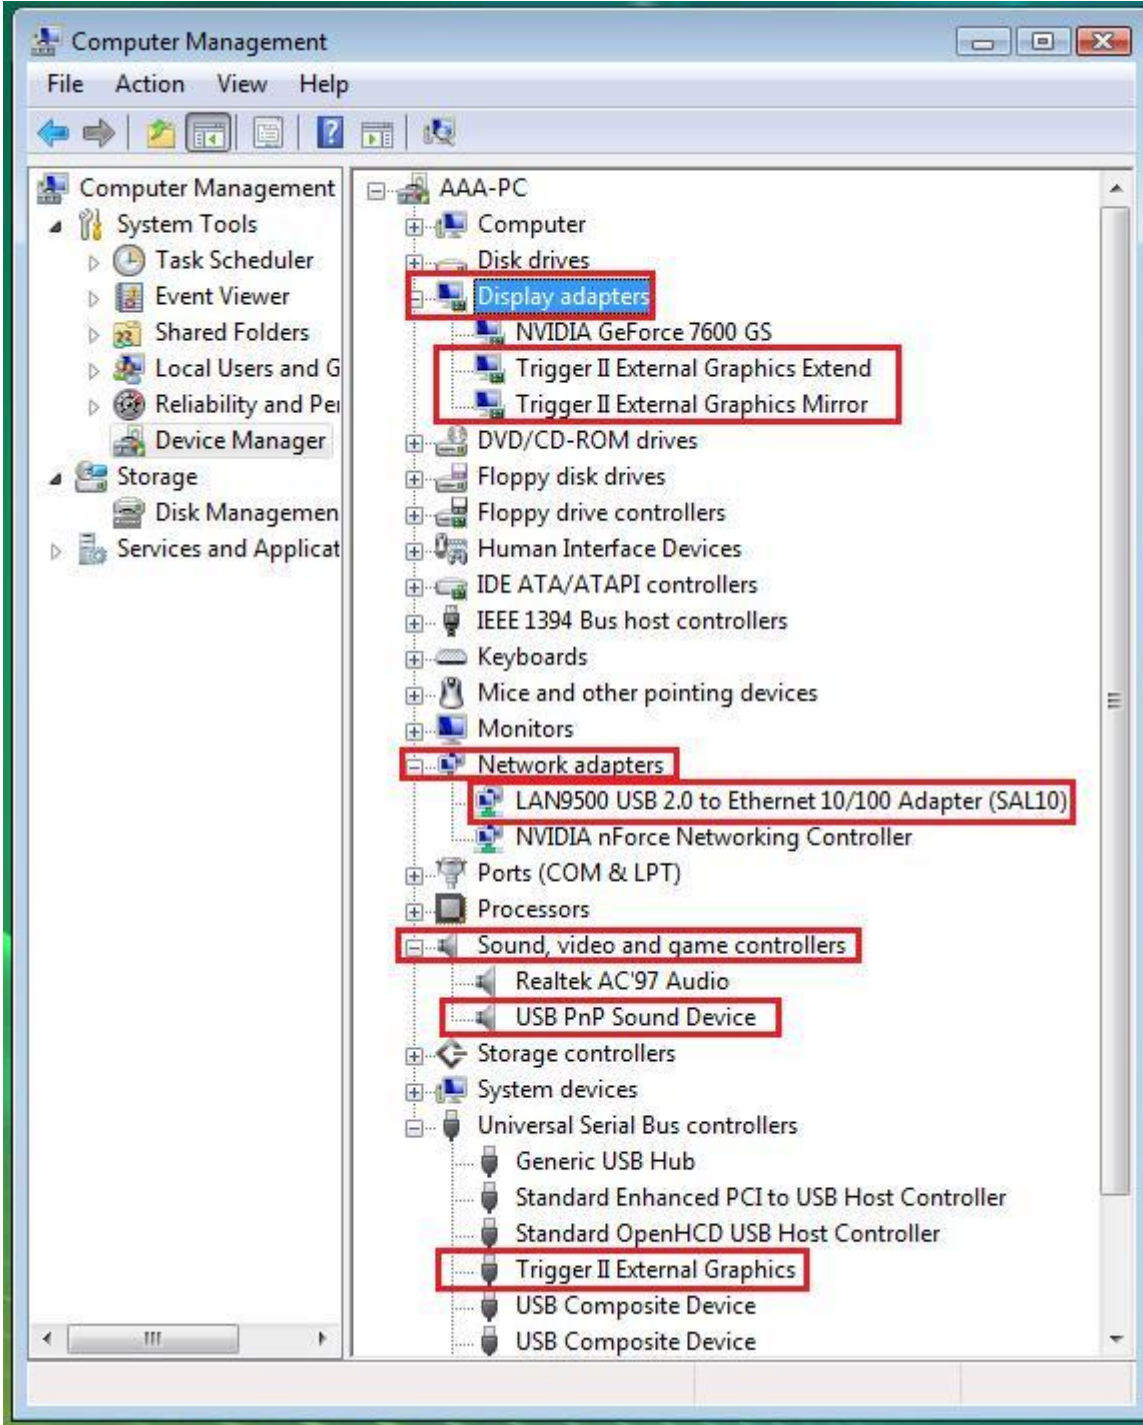 Computer Management
File Action View Help
Computer Management
System Tools
Task Scheduler
Event Viewer
Shared Folders
Local Users and G
Reliability and Per
Device Manager
Storage
Disk Managemen
Services and Applicat
AAA-PC
Computer
Disk drives
Display adapters
NVIDIA GeForce 7600 GS
Trigger II External Graphics Extend
Trigger II External Graphics Mirror
DVD/CD-ROM drives
Floppy disk drives
Floppy drive controllers
Human Interface Devices
IDE ATA/ATAPI controllers
IEEE 1394 Bus host controllers
Keyboards
Mice and other pointing devices
Monitors
Network adapters
LAN9500 USB 2.0 to Ethernet 10/100 Adapter (SAL10)
NVIDIA nForce Networking Controller
Ports (COM & LPT)
Processors
Sound, video and game controllers
Realtek AC'97 Audio
USB PnP Sound Device
Storage controllers
System devices
Universal Serial Bus controllers
Generic USB Hub
Standard Enhanced PCI to USB Host Controller
Standard OpenHCD USB Host Controller
Trigger II External Graphics
USB Composite Device
USB Composite Device